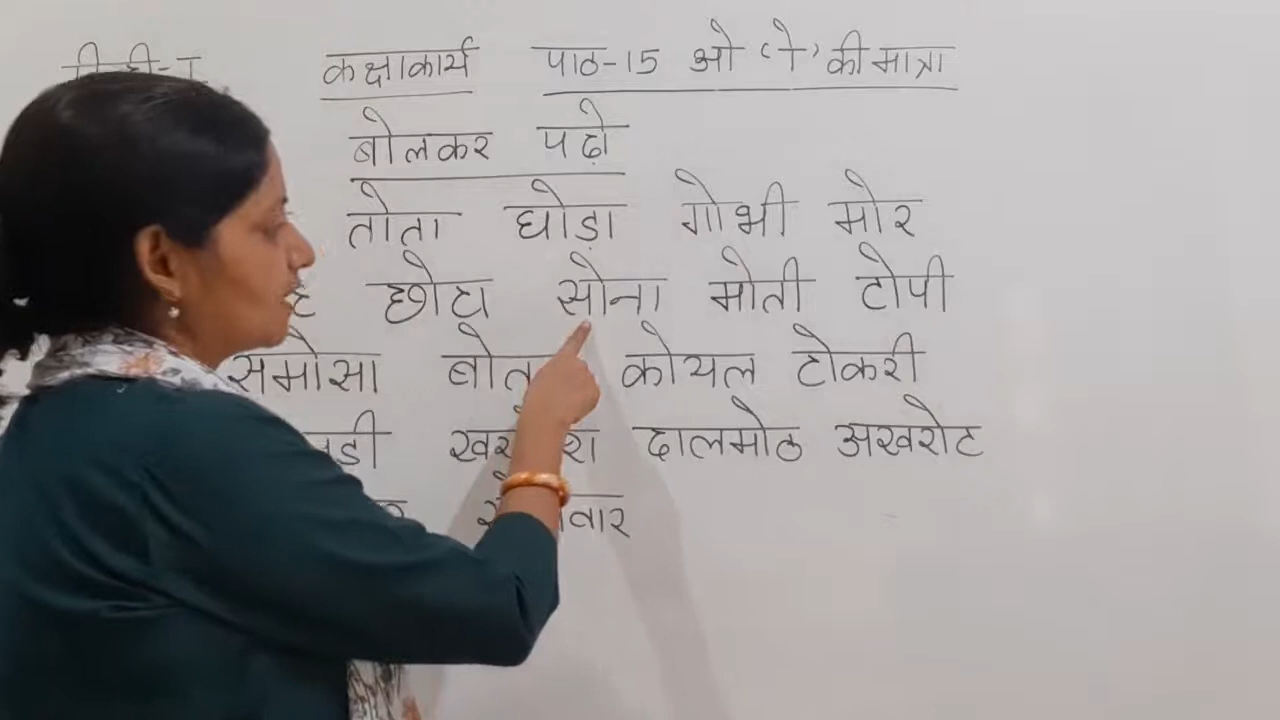 कक्षाकार्य पाठ-15 ओ 'ो' की मात्रा
बोलकर पढ़ो
तोता घोड़ा गोभी मोर
छोटा सोना मोती टोपी
समोसा कोयल टोकरी
दालमोठ अखरोट